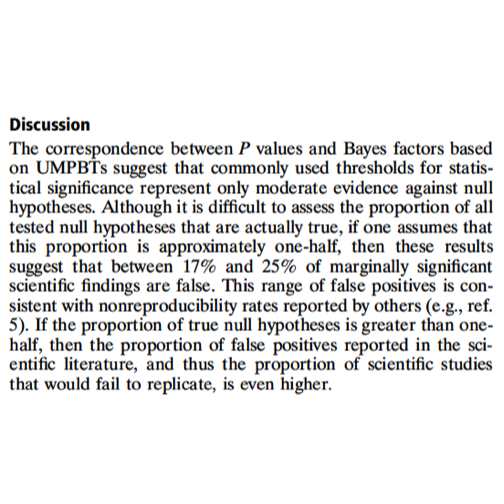 Discussion
The correspondence between P values and Bayes factors based
on UMPBTs suggest that commonly used thresholds for statis-
tical significance represent only moderate evidence against null
hypotheses. Although it is difficult to assess the proportion of all
tested null hypotheses that are actually true, if one assumes that
this proportion is approximately one-half, then these results
suggest that between 17% and 25% of marginally significant
scientific findings are false. This range of false positives is con-
sistent with nonreproducibility rates reported by others (e.g., ref.
5). If the proportion of true null hypotheses is greater than one-
half, then the proportion of false positives reported in the sci-
entific literature, and thus the proportion of scientific studies
that would fail to replicate, is even higher.